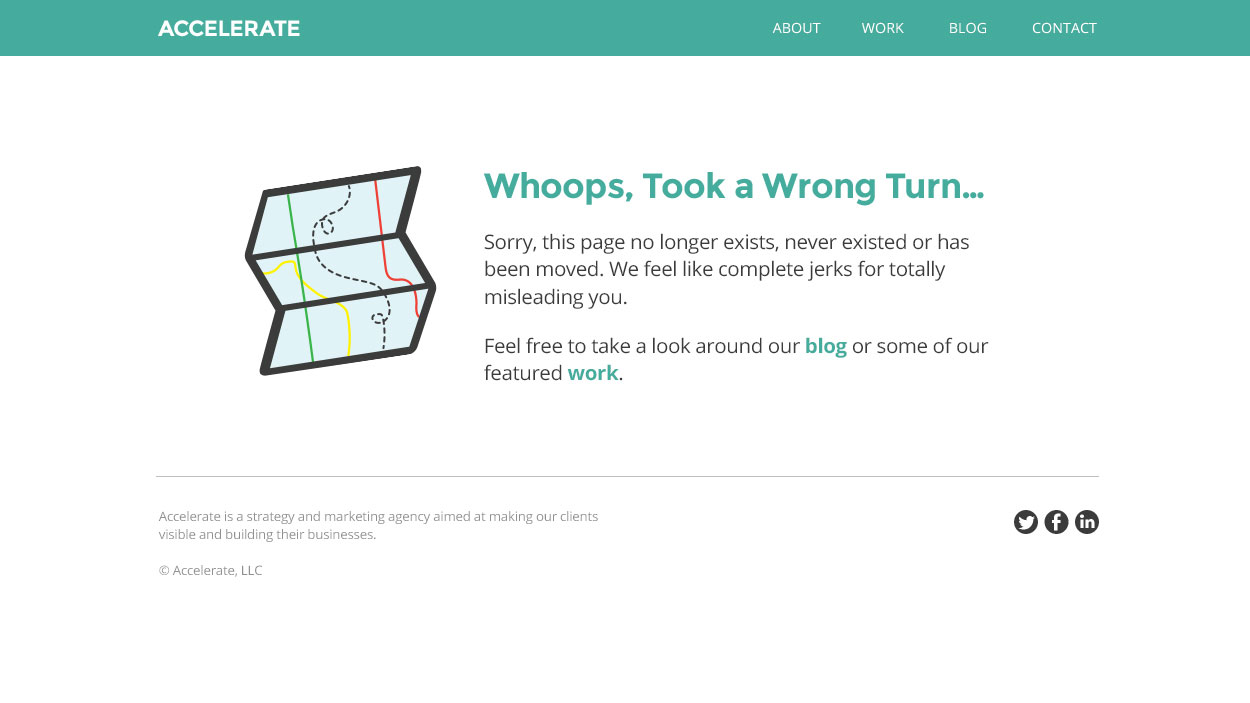 ACCELERATE
ABOUT WORK BLOG CONTACT
Whoops, Took a Wrong Turn...
Sorry, this page no longer exists, never existed or has
been moved. We feel like complete jerks for totally
misleading you.
Feel free to take a look around our blog or some of our
featured work.
Accelerate is a strategy and marketing agency aimed at making our clients
visible and building their businesses.
© Accelerate, LLC